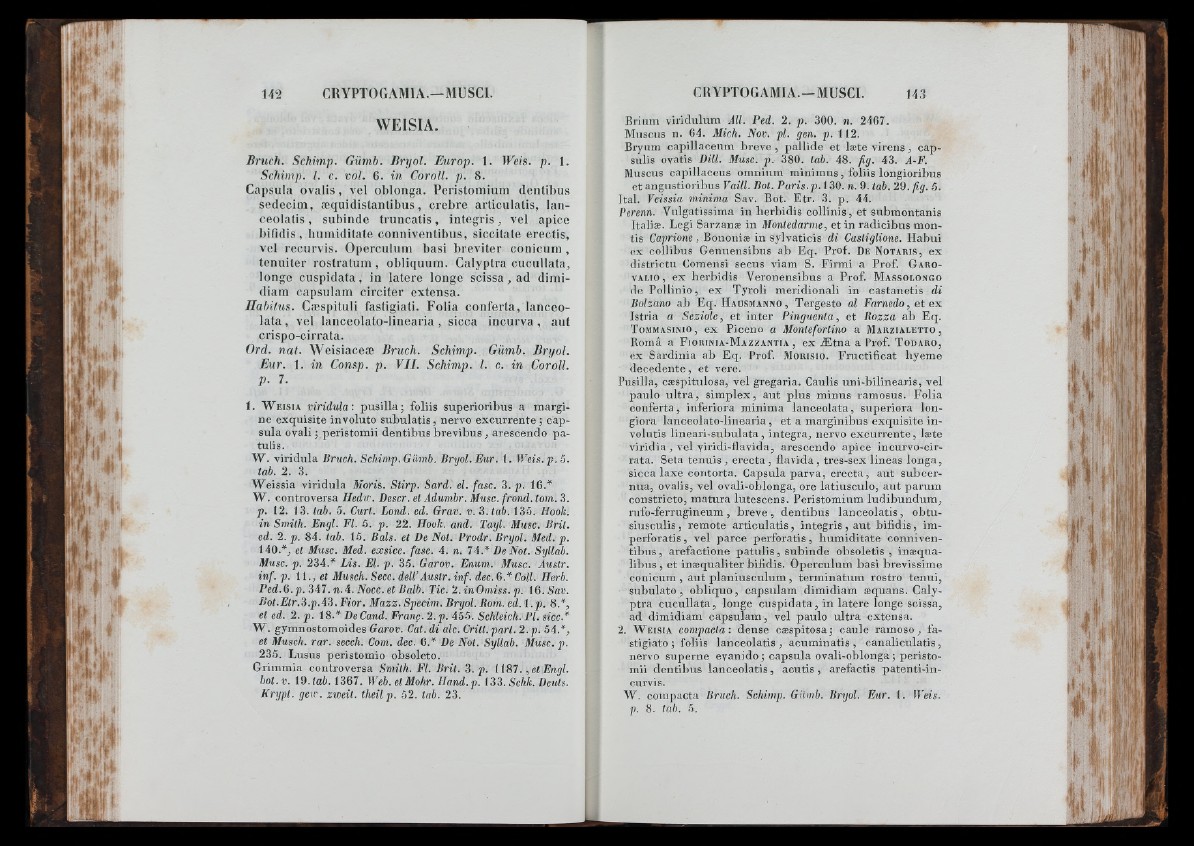 142 CRYPTOGAMIA.—MUSCI.
WEISIA.
Bruch. Schimp. Gümb. Bryol. Europ. 1. Weis. p. 1.
Schimp. l. c. vol. 6. in Coroll. p. 8.
Capsula ovalis, vel oblonga. Peristomium dentibus
sedecim, æquidistantibus, crebre articulatis, lan-
ceolatis, subinde truncatis, integris, vel apice
bifidis, humiditate conniventibus, siccitate erectis,
vel recurvis. Operculum basi breviter conicum,
tenuiter rostratum, obliquum. Calyptra cucullata,
longe cuspidata, in latere longe scissa, ad dimi-
diam capsulam circiter extensa.
Habitus. Cæspituli fastigiati. Folia conferta, lanceo-
lata, vel lanceolato-linearia, sicca incurva, aut
crispo-cirrata.
Ord. nat. Weisiaceæ Bruch. Schimp. Gümb. Bryol.
Eur. 1. in Consp. p. VII. Schimp. l. c. in Coroll.
p. 7.
1. WEISIA viridula: pusilla; foliis superioribus a margi-
ne exquisite involuto subulatis, nervo excurrente; cap-
sula ovali; peristomii dentibus brevibus, arescendo pa-
tulis.
W. viridula Bruch. Schimp. Gümb. Bryol. Eur. 1. Weis. p. 5.
tab. 2. 3.
Weissia viridula Moris. Stirp. Sard. el. fasc. 3. p. 16.*
W. controversa Hedw. Descr. et Adumbr. Musc. frond. tom. 3.
p. 12. 13. tab. 5. Curt. Lond. ed. Grav. v. 3. tab. 135. Hook.
in Smith. Engl. Fl. 5. p. 22. Hook. and. Tayl. Musc. Brit.
ed. 2. p. 84. tab. 15. Bals. et De Not. Prodr. Bryol. Med. p.
140.*, et Musc. Med. exsicc. fasc. 4. n. 74.* De Not. Syllab.
Musc. p. 234.* Lis. El. p. 35. Garov. Enum. Musc. Austr.
inf. p. 11., et Musch. Secc. dell'Austr. inf. dec. 6.* Coll. Herb.
Ped. 6. p. 347. n. 4. Nocc. et Balb. Tic. 2. in Omiss. p. 16. Sav.
Bot. Etr. 3. p. 43. Fior. Mazz. Specim. Bryol. Rom. ed. 1. p. 8.*,
et ed. 2. p. 18.* De Cand. Franç. 2. p. 455. Schleich. Pl. sicc.*
W. gymnostomoides Garov. Cat. di alc. Critt. part. 2. p. 54.*,
et Musch. rar. secch. Com. dec. 6.* De Not. Syllab. Musc. p.
235. Lusus peristomio obsoleto.
Grimmia controversa Smith. Fl. Brit. 3. p. 1187., et Engl.
bot. v. 19. tab. 1367. Web. et Mohr. Hand. p. 133. Schk. Deuts.
Krypt. gew. zweit. theil p. 52. tab. 23.
CRYPTOGAMIA.—MUSCI. 143
Brium viridulum All. Ped. 2. p. 300. n. 2467.
Muscus n. 64. Mich. Nov. pl. gen. p. 112.
Bryum capillaceum breve, pallide et læte virens, cap-
sulis ovatis Dill. Musc. p. 380. tab. 48. fig. 43. A-F.
Muscus capillaceus omnium minimus, foliis longioribus
et angustioribus Vaill. Bot. Paris. p. 130. n. 9. tab. 29. fig. 5.
Ital. Veissia minima Sav. Bot. Etr. 3. p. 44.
Perenn. Vulgatissima in herbidis collinis, et submontanis
Italiæ. Legi Sarzanæ in Montedarme, et in radicibus mon-
tis Caprione, Bononiæ in sylvaticis di Castiglione. Habui
ex collibus Genuensibus ab Eq. Prof. DE NOTARIS, ex
districtu Comensi secus viam S. Firmi a Prof. GARO-
VALIO, ex herbidis Veronensibus a Prof. MASSOLONGO
de Pollinio, ex Tyroli meridionali in castanetis di
Bolzano ab Eq. HAUSMANNO, Tergesto al Farnedo, et ex
Istria a Seziole, et inter Pinguenta, et Rozza ab Eq.
TOMMASINIO, ex Piceno a Montefortino a MARZIALETTO,
Româ a FIORINIA-MAZZANTIA, ex Ætna a Prof. TODARO,
ex Sardinia ab Eq. Prof. MORISIO. Fructificat hyeme
decedente, et vere.
Pusilla, cæspitulosa, vel gregaria. Caulis uni-bilinearis, vel
paulo ultra, simplex, aut plus minus ramosus. Folia
conferta, inferiora minima lanceolata, superiora lon-
giora lanceolato-linearia, et a marginibus exquisite in-
volutis lineari-subulata, integra, nervo excurrente, læte
viridia, vel viridi-flavida, arescendo apice incurvo-cir-
rata. Seta tenuis, erecta, flavida, tres-sex lineas longa,
sicca laxe contorta. Capsula parva, erecta, aut subcer-
nua, ovalis, vel ovali-oblonga, ore latiusculo, aut parum
constricto, matura lutescens. Peristomium ludibundum,
rufo-ferrugineum, breve, dentibus lanceolatis, obtu-
siusculis, remote articulatis, integris, aut bifidis, im-
perforatis, vel parce perforatis, humiditate conniven-
tibus, arefactione patulis, subinde obsoletis, inæqua-
libus, et inæqualiter bifidis. Operculum basi brevissime
conicum, aut planiusculum, terminatum rostro tenui,
subulato, obliquo, capsulam dimidiam æquans. Caly-
ptra cucullata, longe cuspidata, in latere longe scissa,
ad dimidiam capsulam, vel paulo ultra extensa.
2. WEISIA compacta: dense cæspitosa; caule ramoso, fa-
stigiato; foliis lanceolatis, acuminatis, canaliculatis,
nervo superne evanido; capsula ovali-oblonga; peristo-
mii dentibus lanceolatis, acutis, arefactis patenti-in-
curvis.
W. compacta Bruch. Schimp. Gümb. Bryol. Eur. 1. Weis.
p. 8. tab. 5.